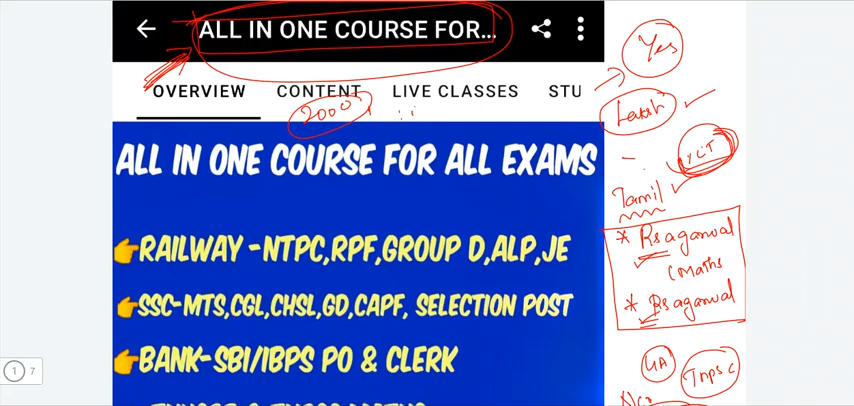 ALL IN ONE COURSE FOR...
OVERVIEW CONTENT LIVE CLASSES STU
2000
ALL IN ONE COURSE FOR ALL EXAMS
👉RAILWAY -NTPC,RPF,GROUP D,ALP,JE
👉SSC-MTS,CGL,CHSL,GD,CAPF, SELECTION POST
👉BANK-SBI/IBPS PO & CLERK
Yes
YCT
Tamil
* Rs agarwal
(Maths
* Rs agarwal
GA
Tnpsc
1 7